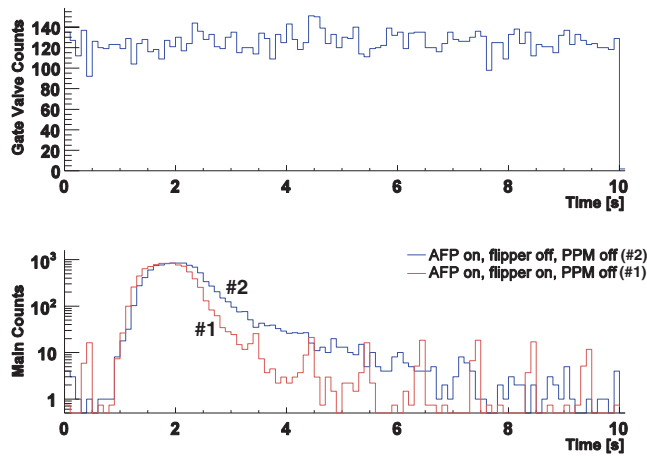 Gate Valve Counts
140
120
100
80
60
40
20
0
0 2 4 6 8 10
Time [s]
AFP on, flipper off, PPM off (#2)
AFP on, flipper on, PPM off (#1)
Main Counts
10³
10²
10
1
#2
#1
0 2 4 6 8 10
Time [s]